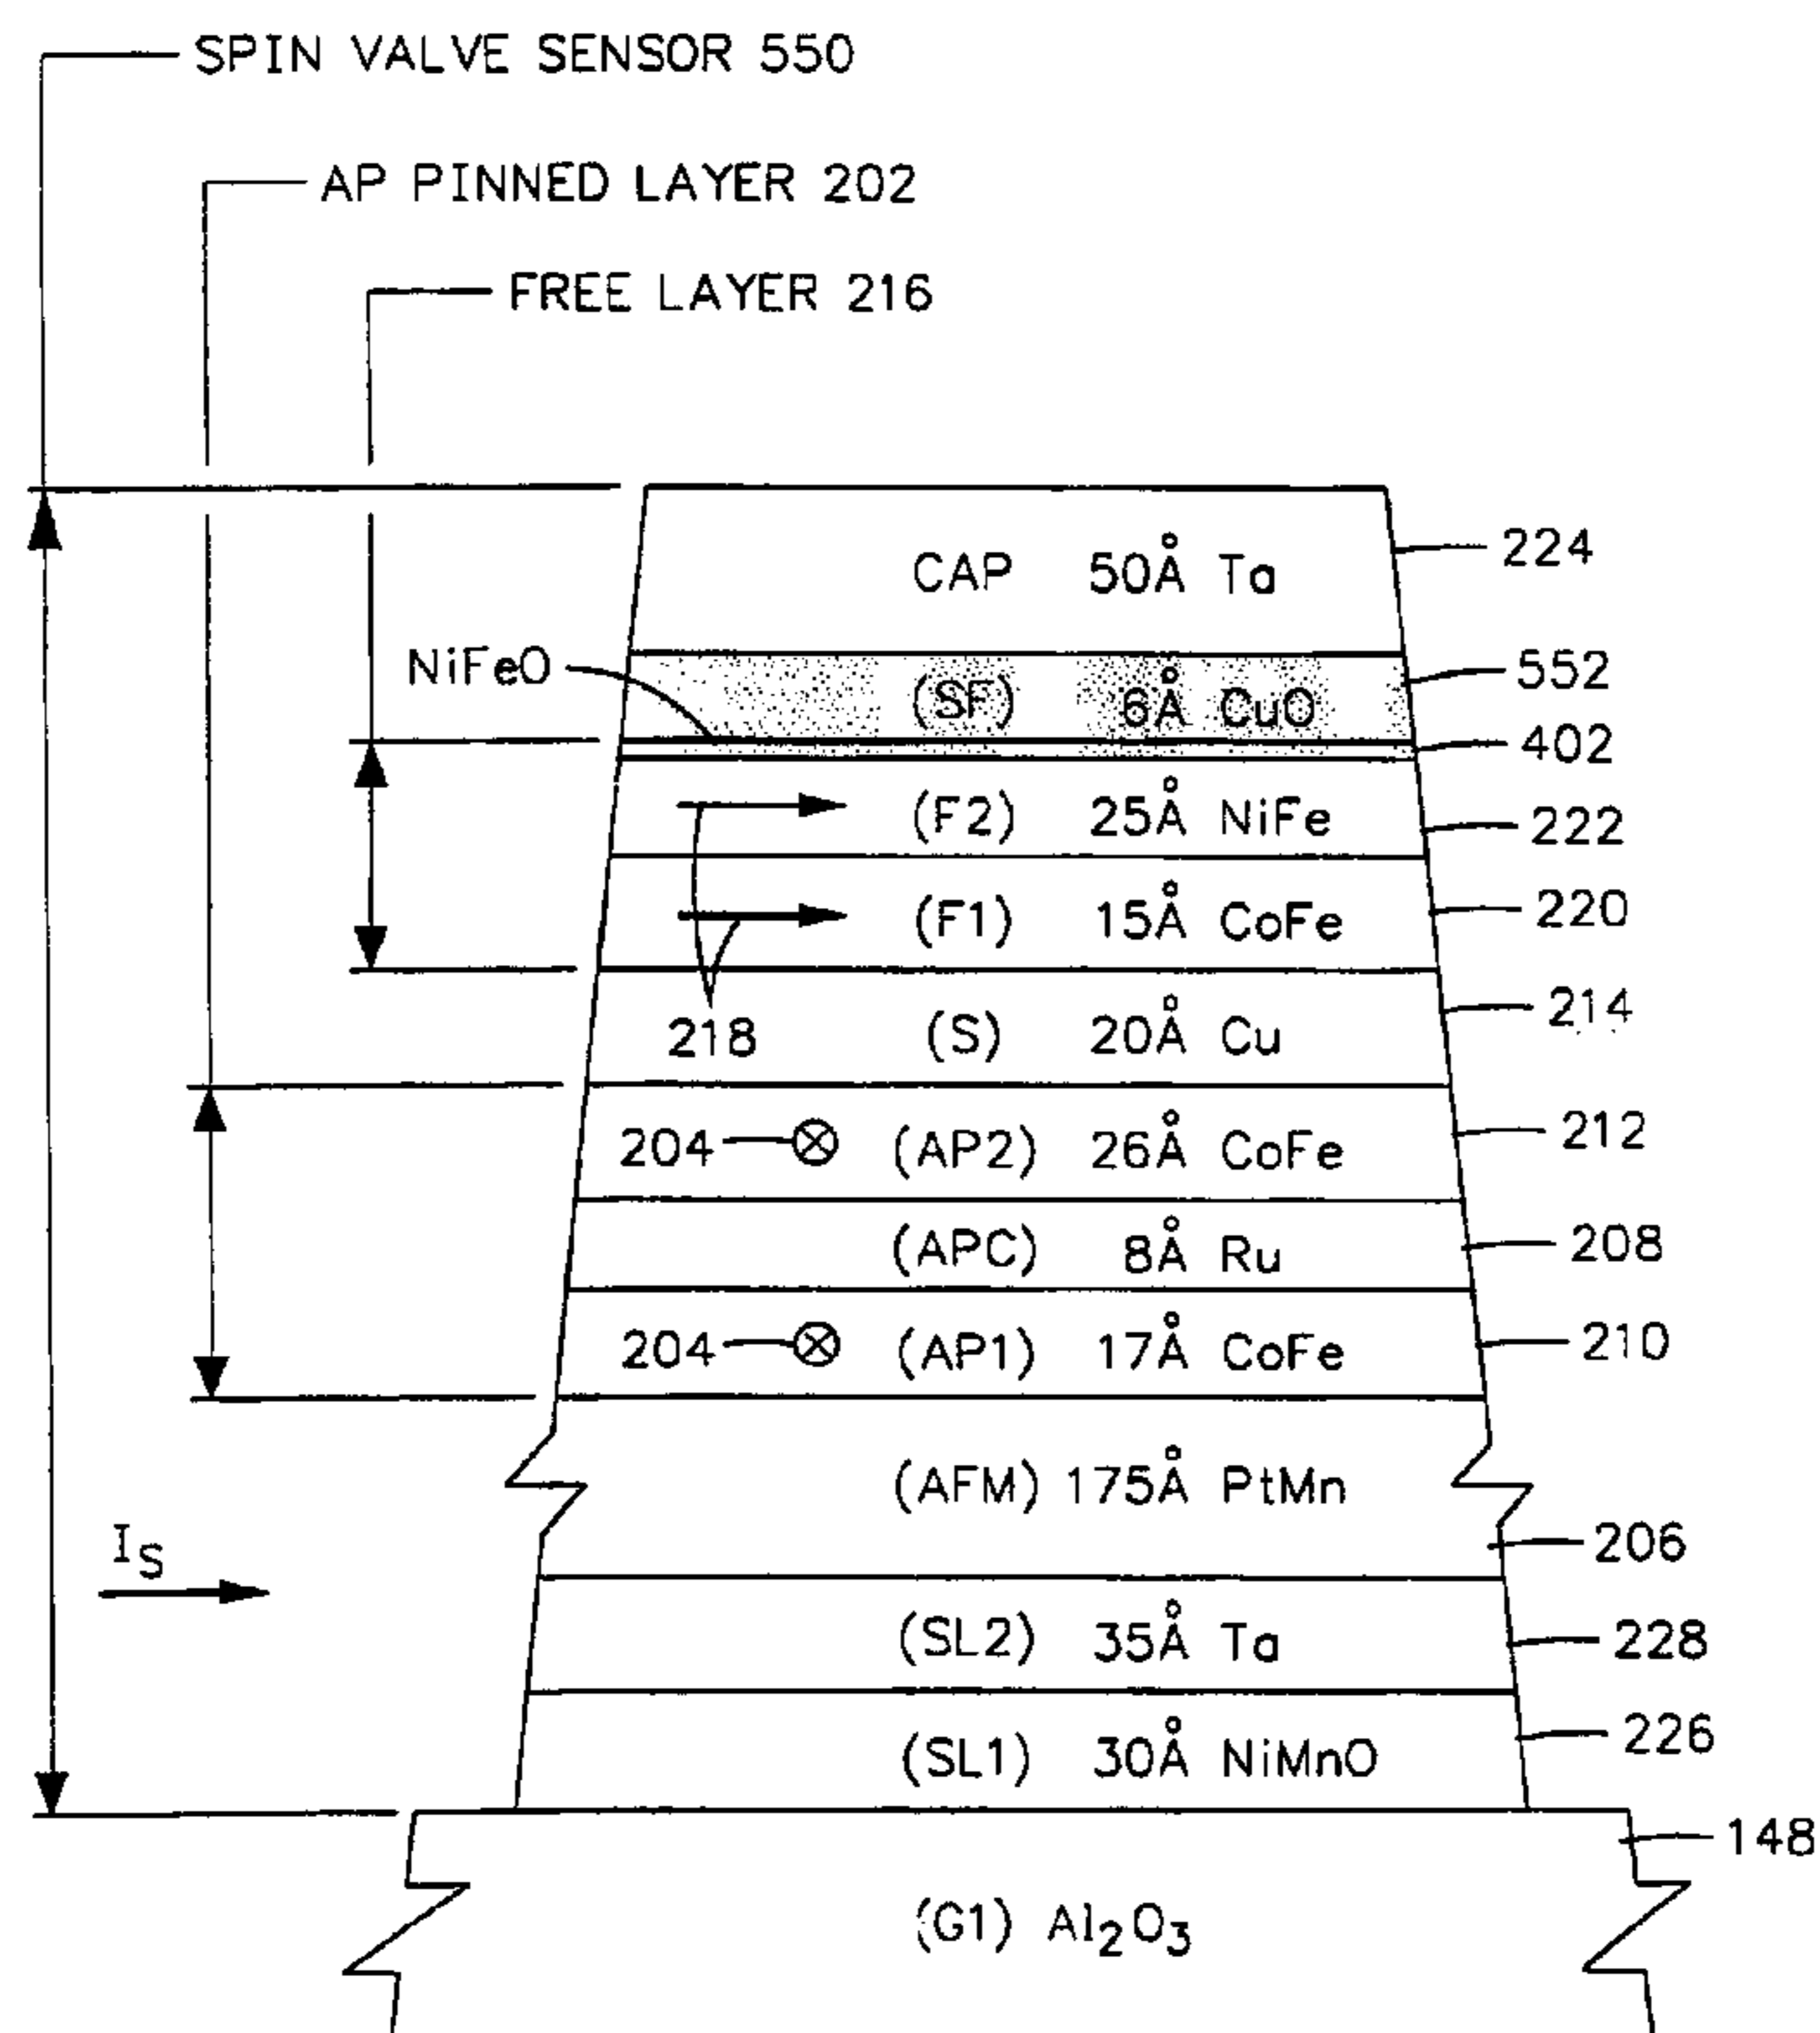 SPIN VALVE SENSOR 550
AP PINNED LAYER 202
FREE LAYER 216
CAP 50Å Ta 224
NiFeO (SF) 6Å CuO 552
402
(F2) 25Å NiFe 222
(F1) 15Å CoFe 220
218 (S) 20Å Cu 214
204 (AP2) 26Å CoFe 212
(APC) 8Å Ru 208
204 (AP1) 17Å CoFe 210
(AFM) 175Å PtMn 206
IS
(SL2) 35Å Ta 228
(SL1) 30Å NiMnO 226
148
(G1) Al2O3